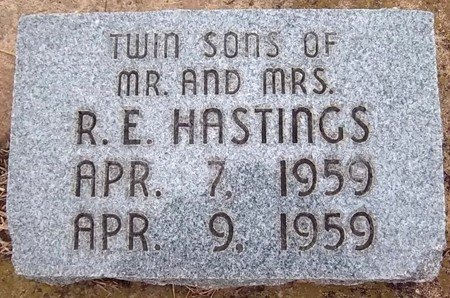 TWIN SONS OF
MR. AND MRS.
R. E. HASTINGS
APR. 7, 1959
APR. 9, 1959